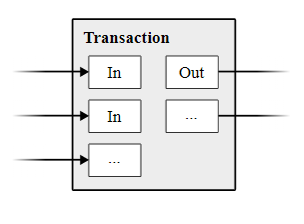 Transaction
In Out
In ...
...